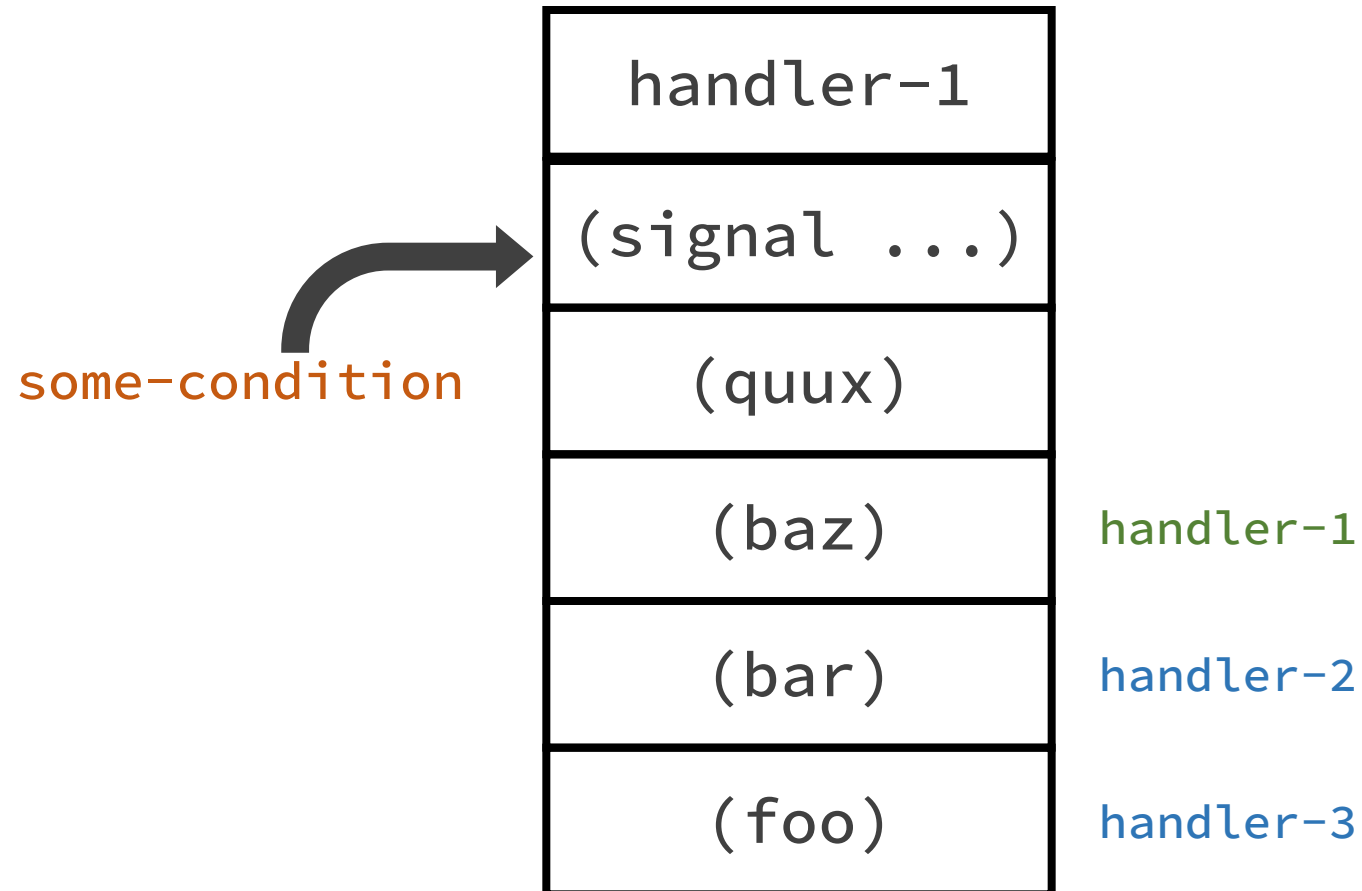 handler-1
(signal ...)
some-condition
(quux)
(baz) handler-1
(bar) handler-2
(foo) handler-3